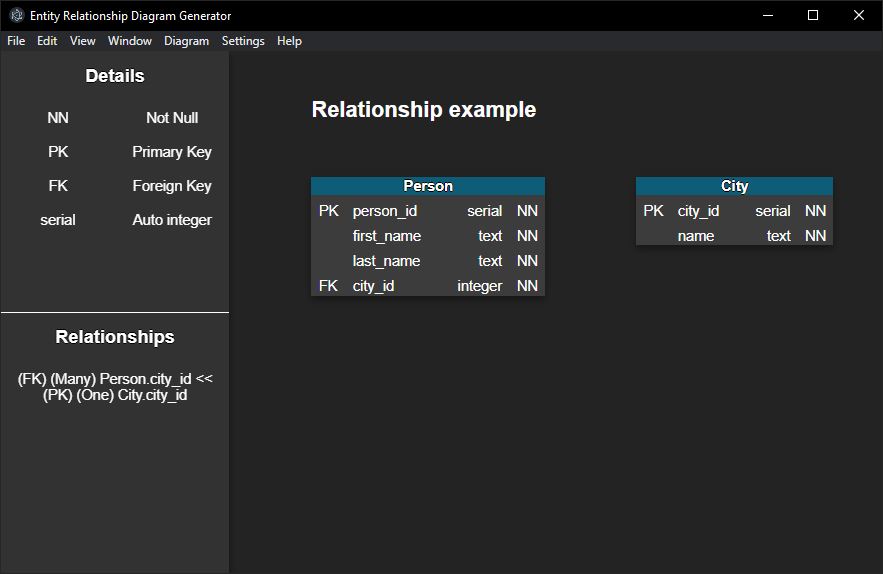 Entity Relationship Diagram Generator
File Edit View Window Diagram Settings Help
Details
NN Not Null
PK Primary Key
FK Foreign Key
serial Auto integer
Relationships
(FK) (Many) Person.city_id <<
(PK) (One) City.city_id
Relationship example
Person
PK person_id serial NN
first_name text NN
last_name text NN
FK city_id integer NN
City
PK city_id serial NN
name text NN